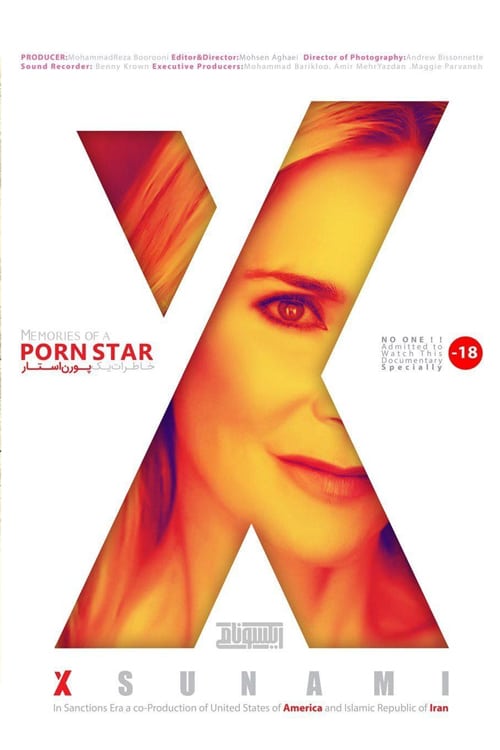 PRODUCER:MohammadReza Boorooni Editor&Director:Mohsen Aghaei Director of Photography:Andrew Bissonnette
Sound Recorder: Benny Krown Executive Producers:Mohammad Barikloo, Amir MehrYazdan ,Maggie Parvaneh
MEMORIES OF A
PORN STAR
خاطرات یک پورن استار
NO ONE ! !
Admitted to
Watch This
Documentary
Specially
-18
ایکسونامی
X SUNAMI
In Sanctions Era a co-Production of United States of America and Islamic Republic of Iran